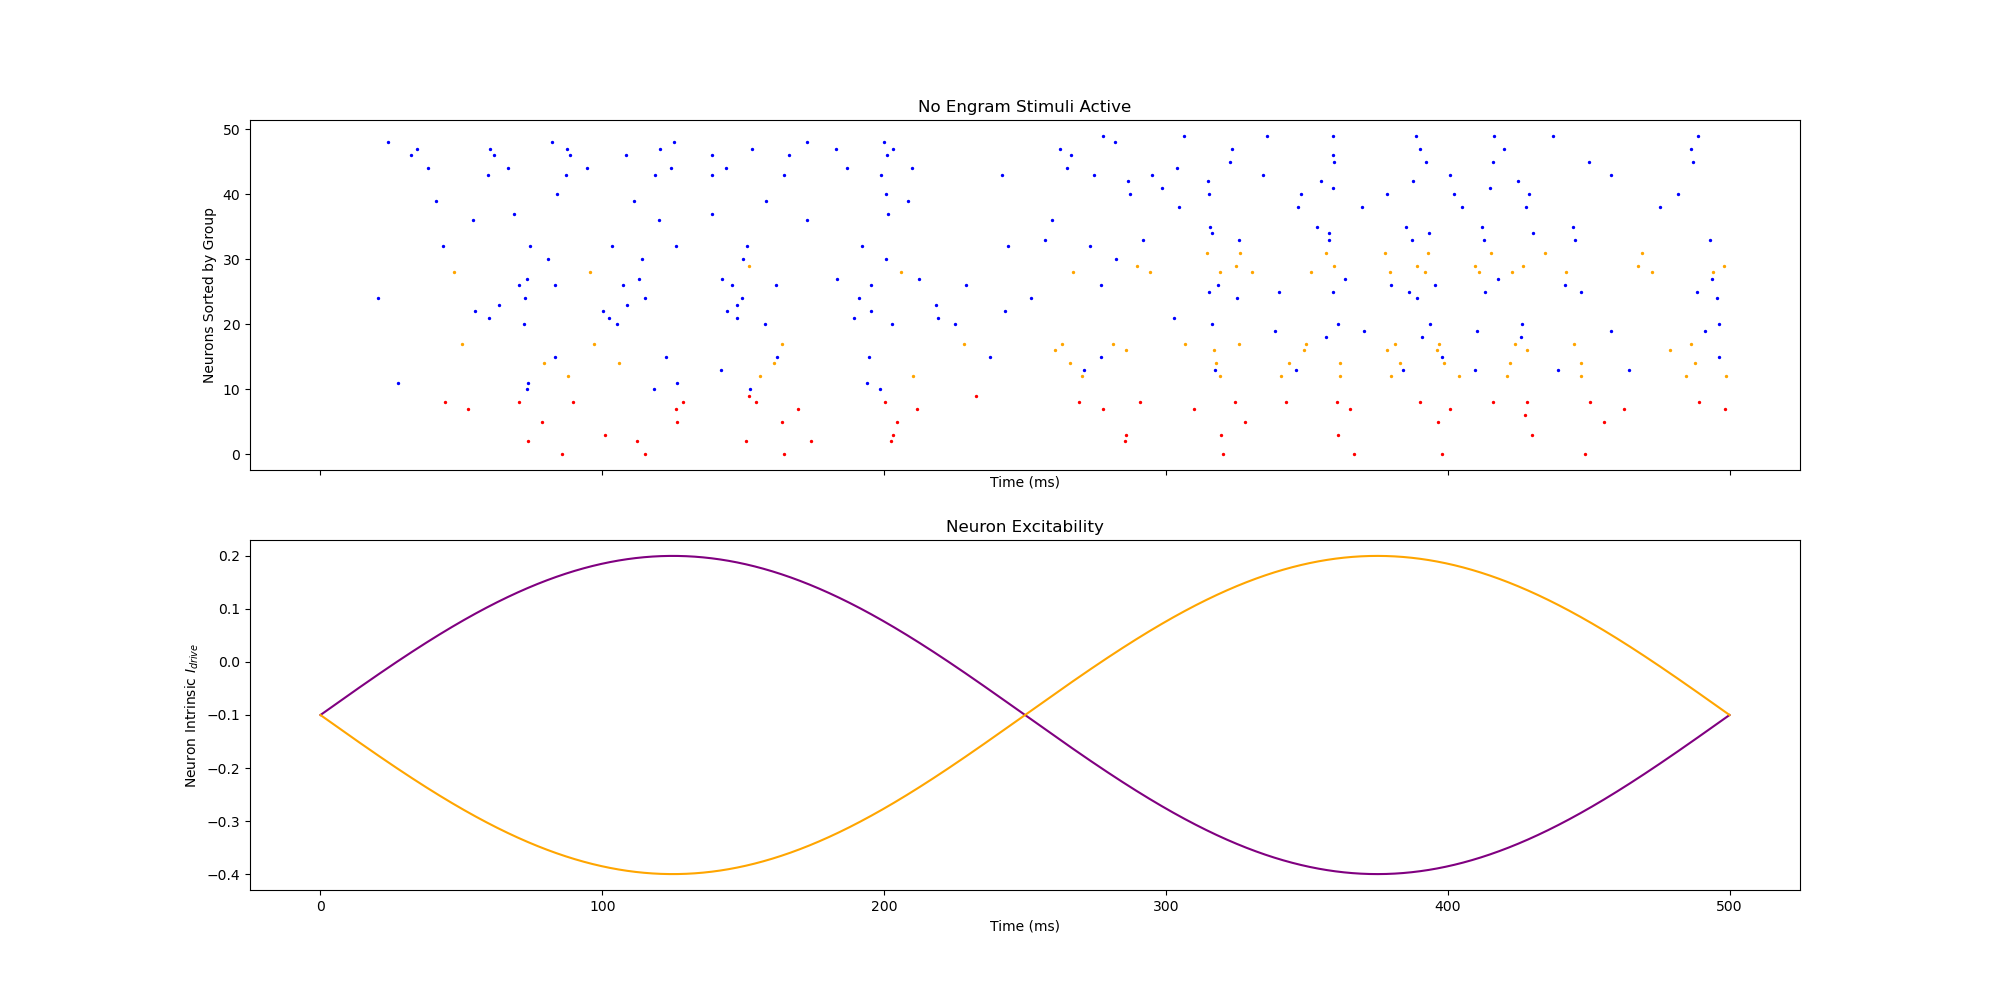 No Engram Stimuli Active
Neurons Sorted by Group
50
40
30
20
10
0
Time (ms)
Neuron Excitability
Neuron Intrinsic I_drive
0.2
0.1
0.0
−0.1
−0.2
−0.3
−0.4
0 100 200 300 400 500
Time (ms)